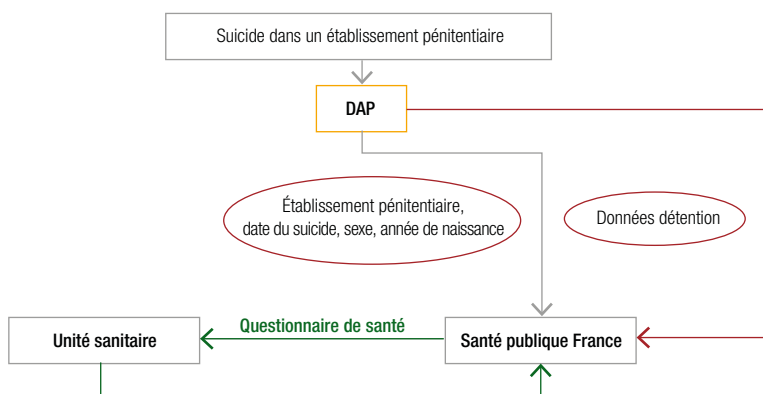 Suicide dans un établissement pénitentiaire
DAP
Établissement pénitentiaire,
date du suicide, sexe, année de naissance
Données détention
Questionnaire de santé
Unité sanitaire
Santé publique France